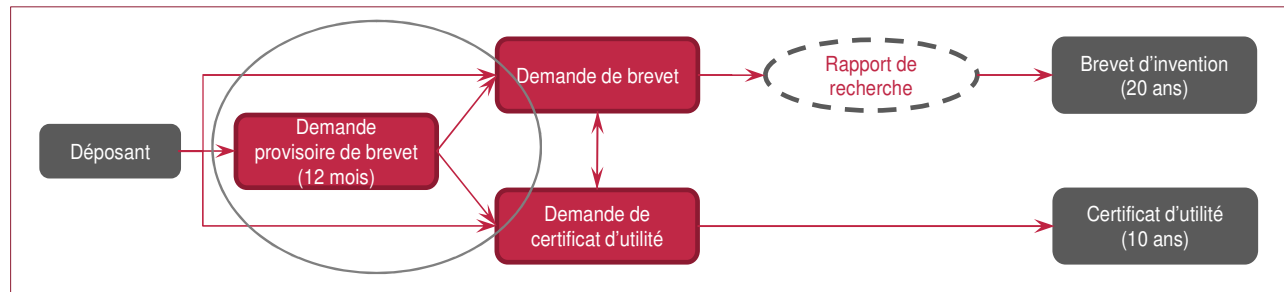 Déposant
Demande
provisoire de brevet
(12 mois)
Demande de brevet
Demande de
certificat d’utilité
Rapport de
recherche
Brevet d’invention
(20 ans)
Certificat d’utilité
(10 ans)